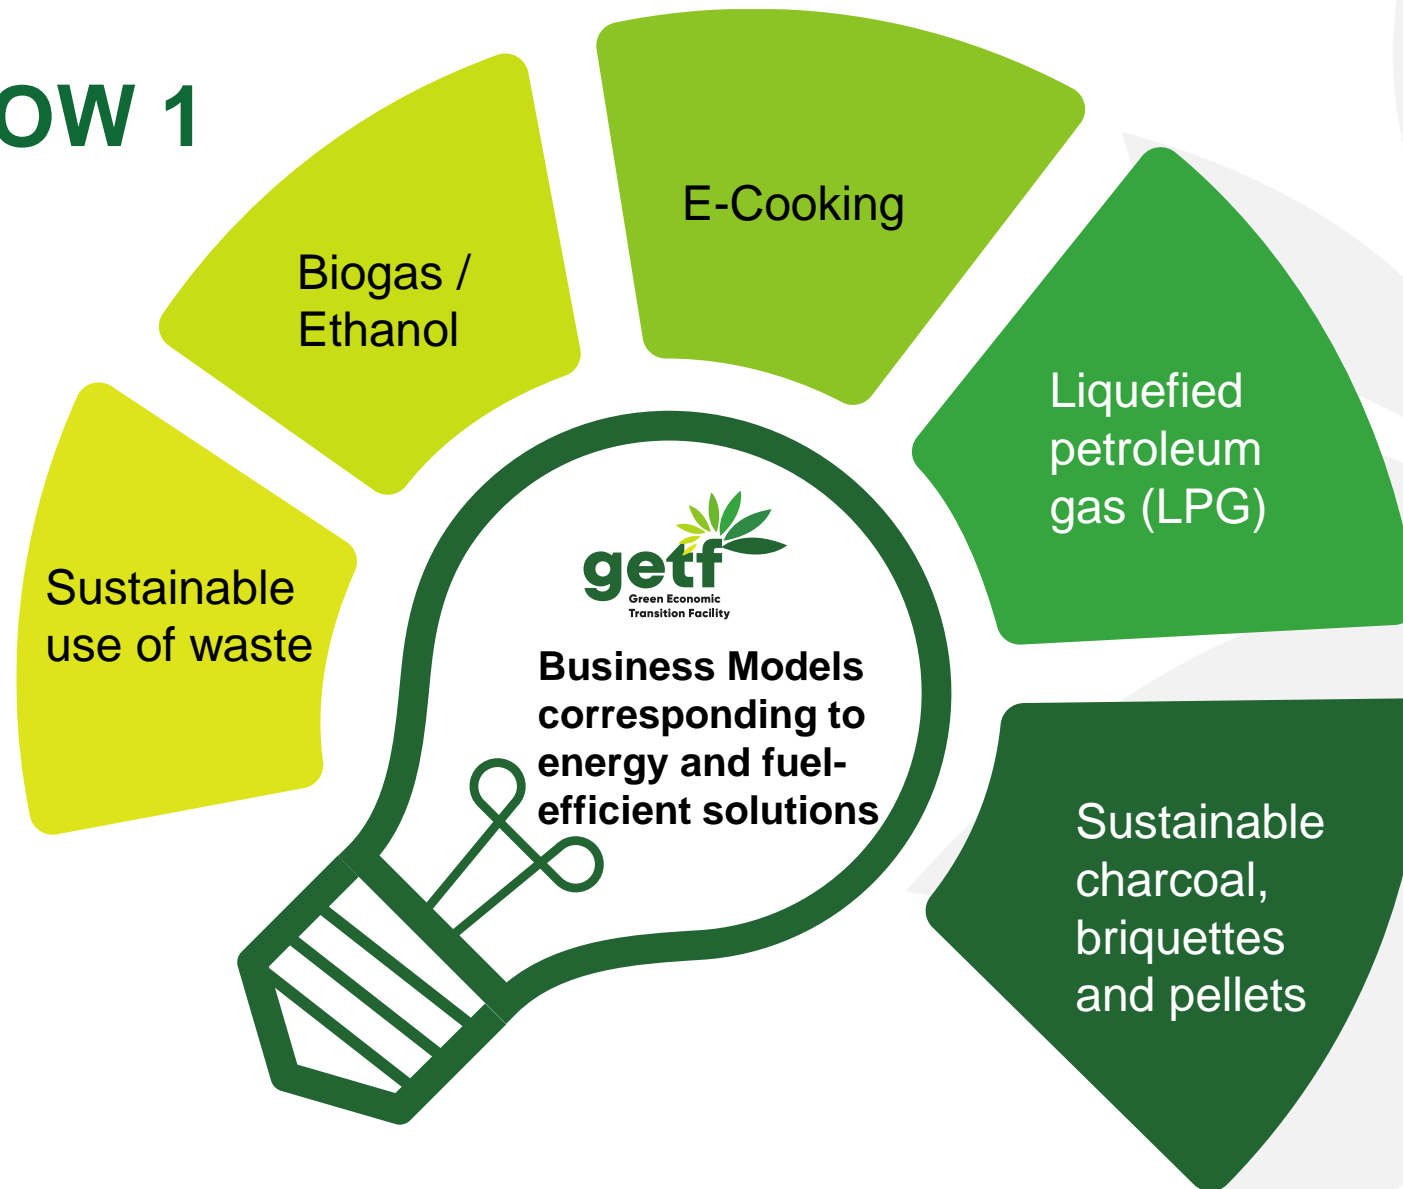 OW 1
E-Cooking
Biogas /
Ethanol
Liquefied
petroleum
gas (LPG)
Sustainable
use of waste
getf
Green Economic
Transition Facility
Business Models
corresponding to
energy and fuel-
efficient solutions
Sustainable
charcoal,
briquettes
and pellets